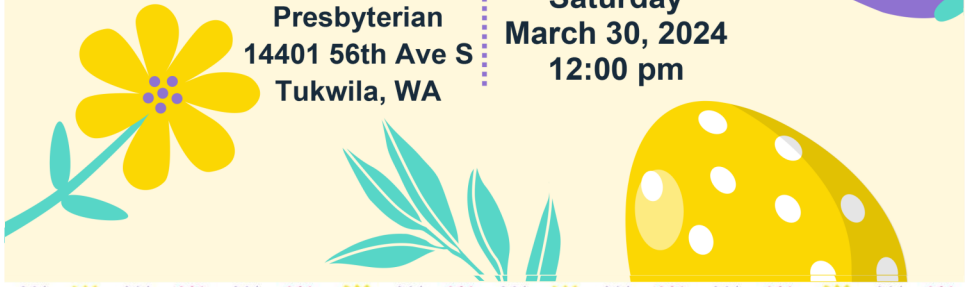 Presbyterian
14401 56th Ave S
Tukwila, WA
Saturday
March 30, 2024
12:00 pm